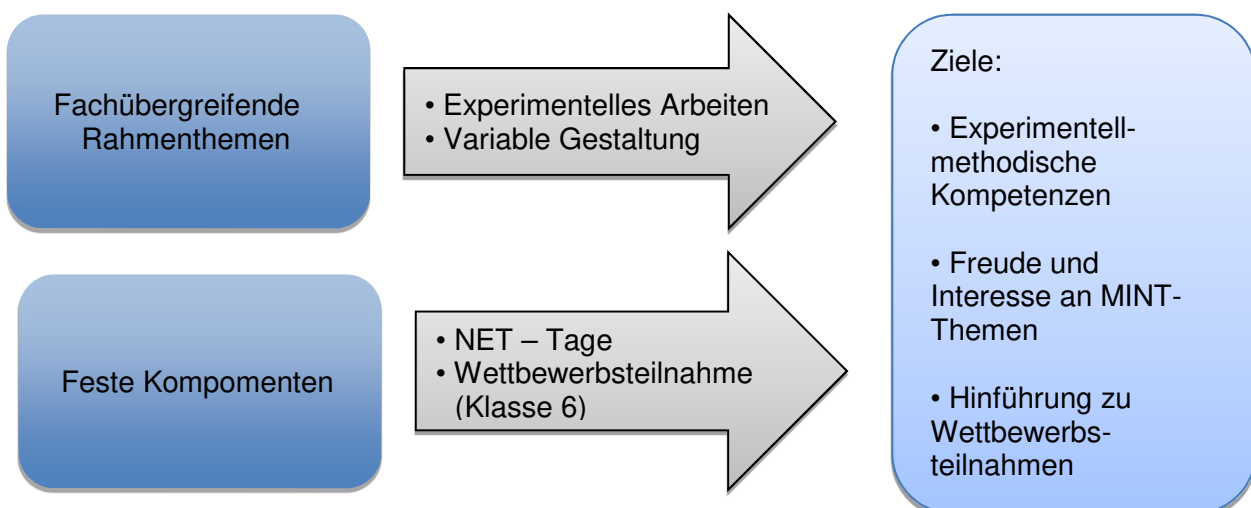 Fachübergreifende
Rahmenthemen
• Experimentelles Arbeiten
• Variable Gestaltung
Feste Kompomenten
• NET – Tage
• Wettbewerbsteilnahme
(Klasse 6)
Ziele:
• Experimentell-
methodische
Kompetenzen
• Freude und
Interesse an MINT-
Themen
• Hinführung zu
Wettbewerbs-
teilnahmen